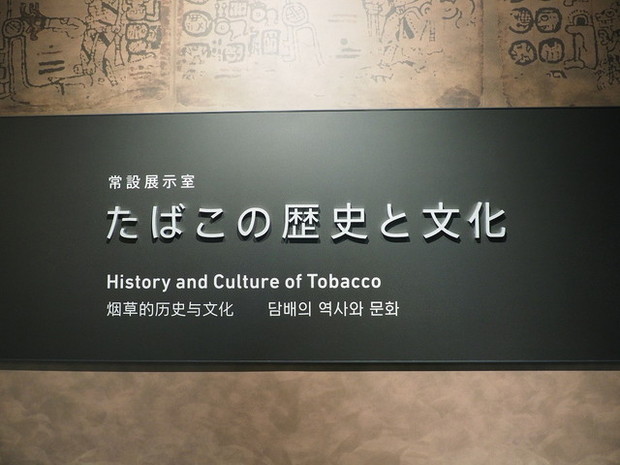 常設展示室
たばこの歴史と文化
History and Culture of Tobacco
烟草的历史与文化 담배의 역사와 문화